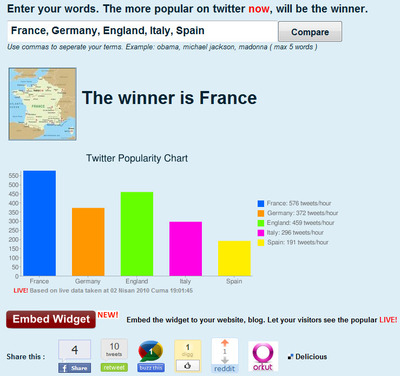 Enter your words. The more popular on twitter now, will be the winner.
France, Germany, England, Italy, Spain
Compare
Use commas to seperate your terms. Example: obama, michael jackson, madonna ( max 5 words )
FRANCE
The winner is France
Twitter Popularity Chart
550
500
450
400
350
300
250
200
150
100
50
0
France: 576 tweets/hour
Germany: 372 tweets/hour
England: 459 tweets/hour
Italy: 296 tweets/hour
Spain: 191 tweets/hour
France Germany England Italy Spain
LIVE! Based on live data taken at 02 Nisan 2010 Cuma 19:01:45
Embed Widget NEW! Embed the widget to your website, blog. Let your visitors see the popular LIVE!
Share this :
4
Share
10
tweets
retweet
buzz this
1
digg
1
reddit
orkut
Delicious